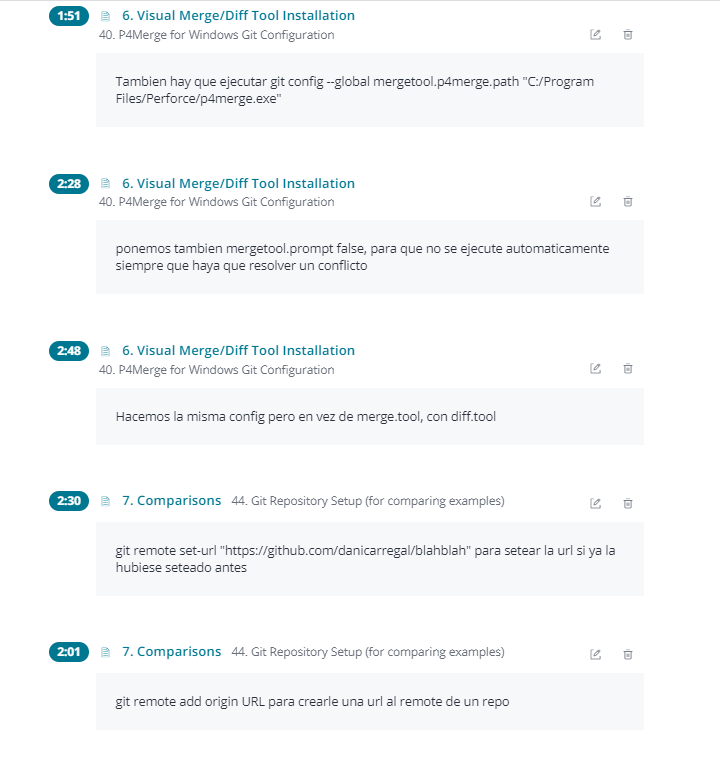 1:51 6. Visual Merge/Diff Tool Installation
40. P4Merge for Windows Git Configuration
Tambien hay que ejecutar git config --global mergetool.p4merge.path "C:/Program
Files/Perforce/p4merge.exe"
2:28 6. Visual Merge/Diff Tool Installation
40. P4Merge for Windows Git Configuration
ponemos tambien mergetool.prompt false, para que no se ejecute automaticamente
siempre que haya que resolver un conflicto
2:48 6. Visual Merge/Diff Tool Installation
40. P4Merge for Windows Git Configuration
Hacemos la misma config pero en vez de merge.tool, con diff.tool
2:30 7. Comparisons 44. Git Repository Setup (for comparing examples)
git remote set-url "https://github.com/danicarregal/blahblah" para setear la url si ya la
hubiese seteado antes
2:01 7. Comparisons 44. Git Repository Setup (for comparing examples)
git remote add origin URL para crearle una url al remote de un repo